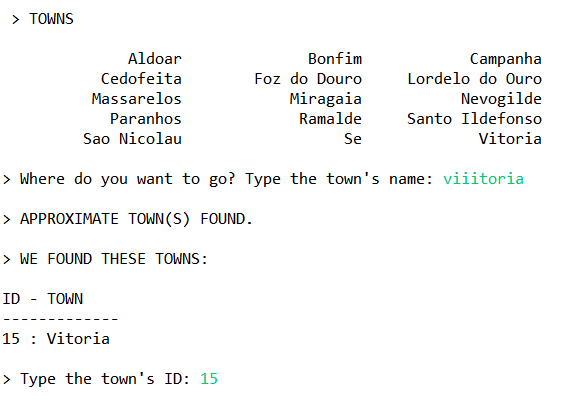 > TOWNS
Aldoar Bonfim Campanha
Cedofeita Foz do Douro Lordelo do Ouro
Massarelos Miragaia Nevogilde
Paranhos Ramalde Santo Ildefonso
Sao Nicolau Se Vitoria
> Where do you want to go? Type the town's name: viiitoria
> APPROXIMATE TOWN(S) FOUND.
> WE FOUND THESE TOWNS:
ID - TOWN
-------------
15 : Vitoria
> Type the town's ID: 15